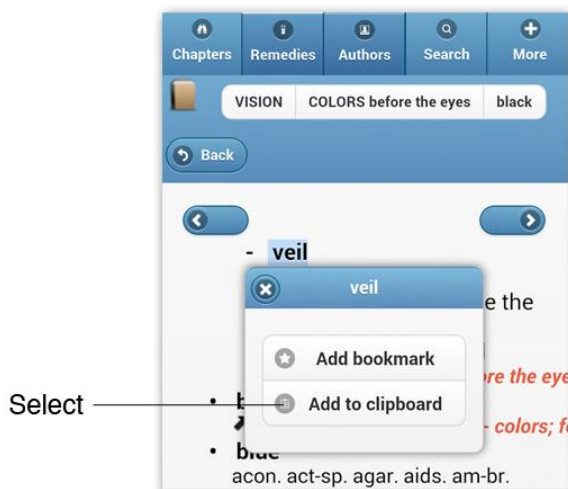 Chapters Remedies Authors Search More
VISION COLORS before the eyes black
Back
- veil
veil
e the
Add bookmark
re the eye
Select
Add to clipboard
- colors; f
• blue
acon. act-sp. agar. aids. am-br.